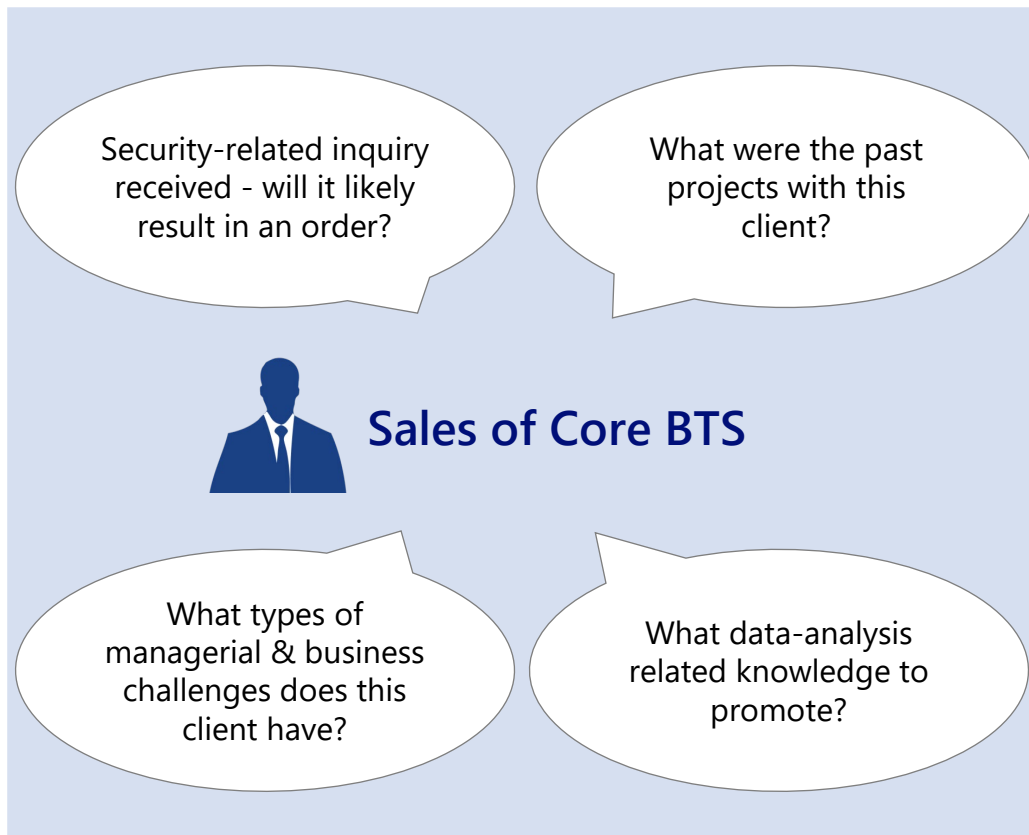 Security-related inquiry
received - will it likely
result in an order?
What were the past
projects with this
client?
Sales of Core BTS
What types of
managerial & business
challenges does this
client have?
What data-analysis
related knowledge to
promote?